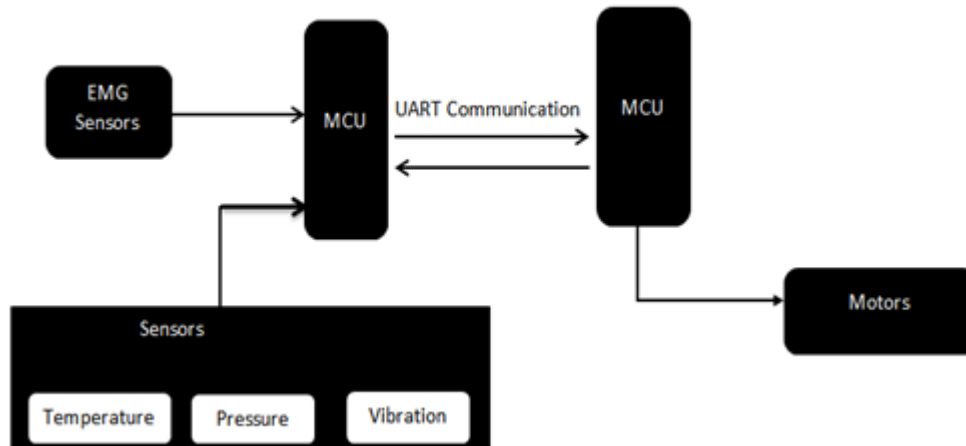 EMG
Sensors
MCU
UART Communication
MCU
Motors
Sensors
Temperature
Pressure
Vibration